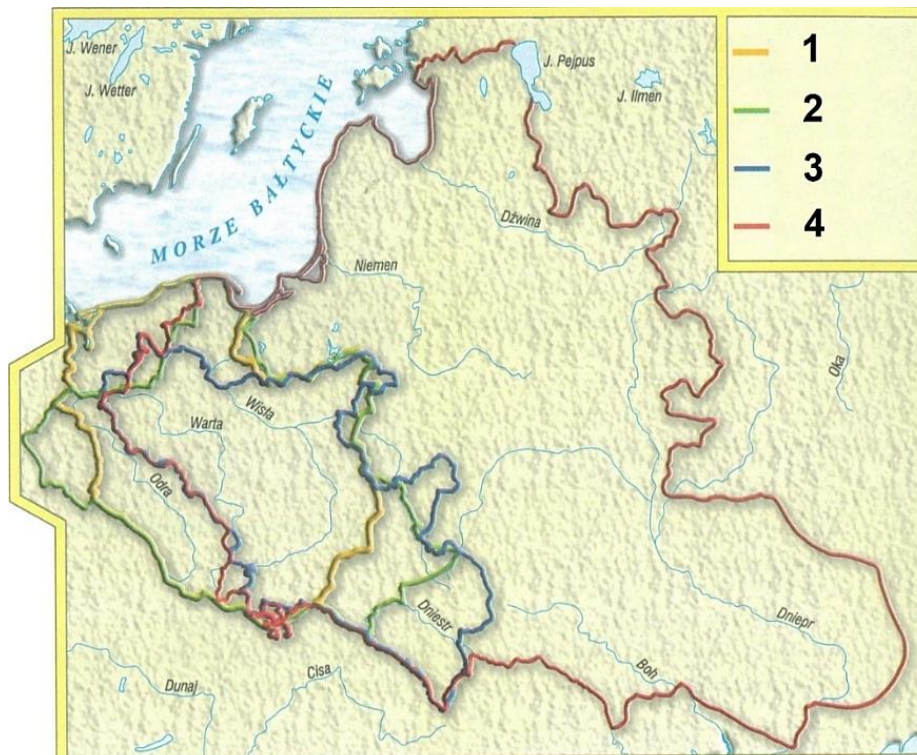 J. Wener
J. Wetter
MORZE BAŁTYCKIE
J. Pejpus
J. Ilmen
1
2
3
4
Dźwina
Niemen
Oka
Wisła
Warta
Odra
Dniestr
Dniepr
Boh
Cisa
Dunaj